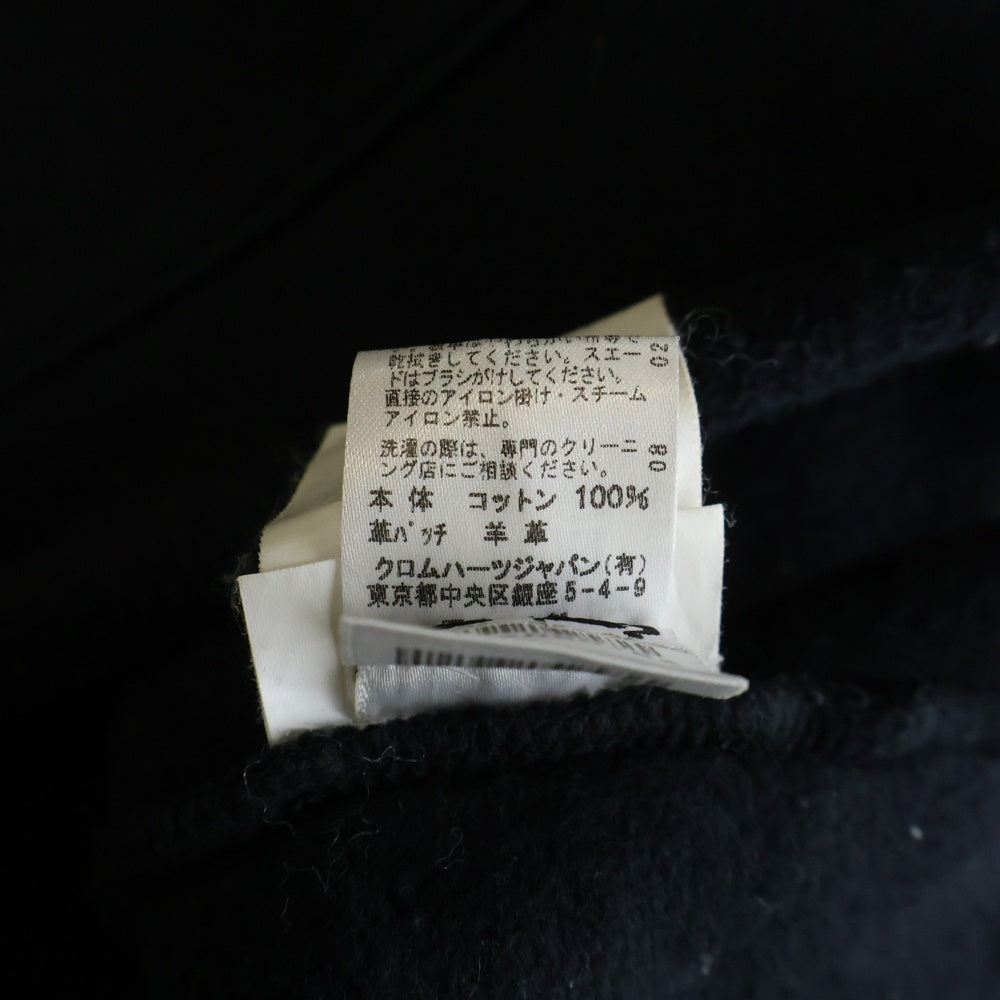 乾拭きしてください。スエー
ドはブラシがけしてください。
直接のアイロン掛け・スチーム
アイロン禁止。
洗濯の際は、専門のクリーニ
ング店にご相談ください。
本体 コットン 100%
革パッチ 羊革
クロムハーツジャパン(有)
東京都中央区銀座5-4-9
02
08